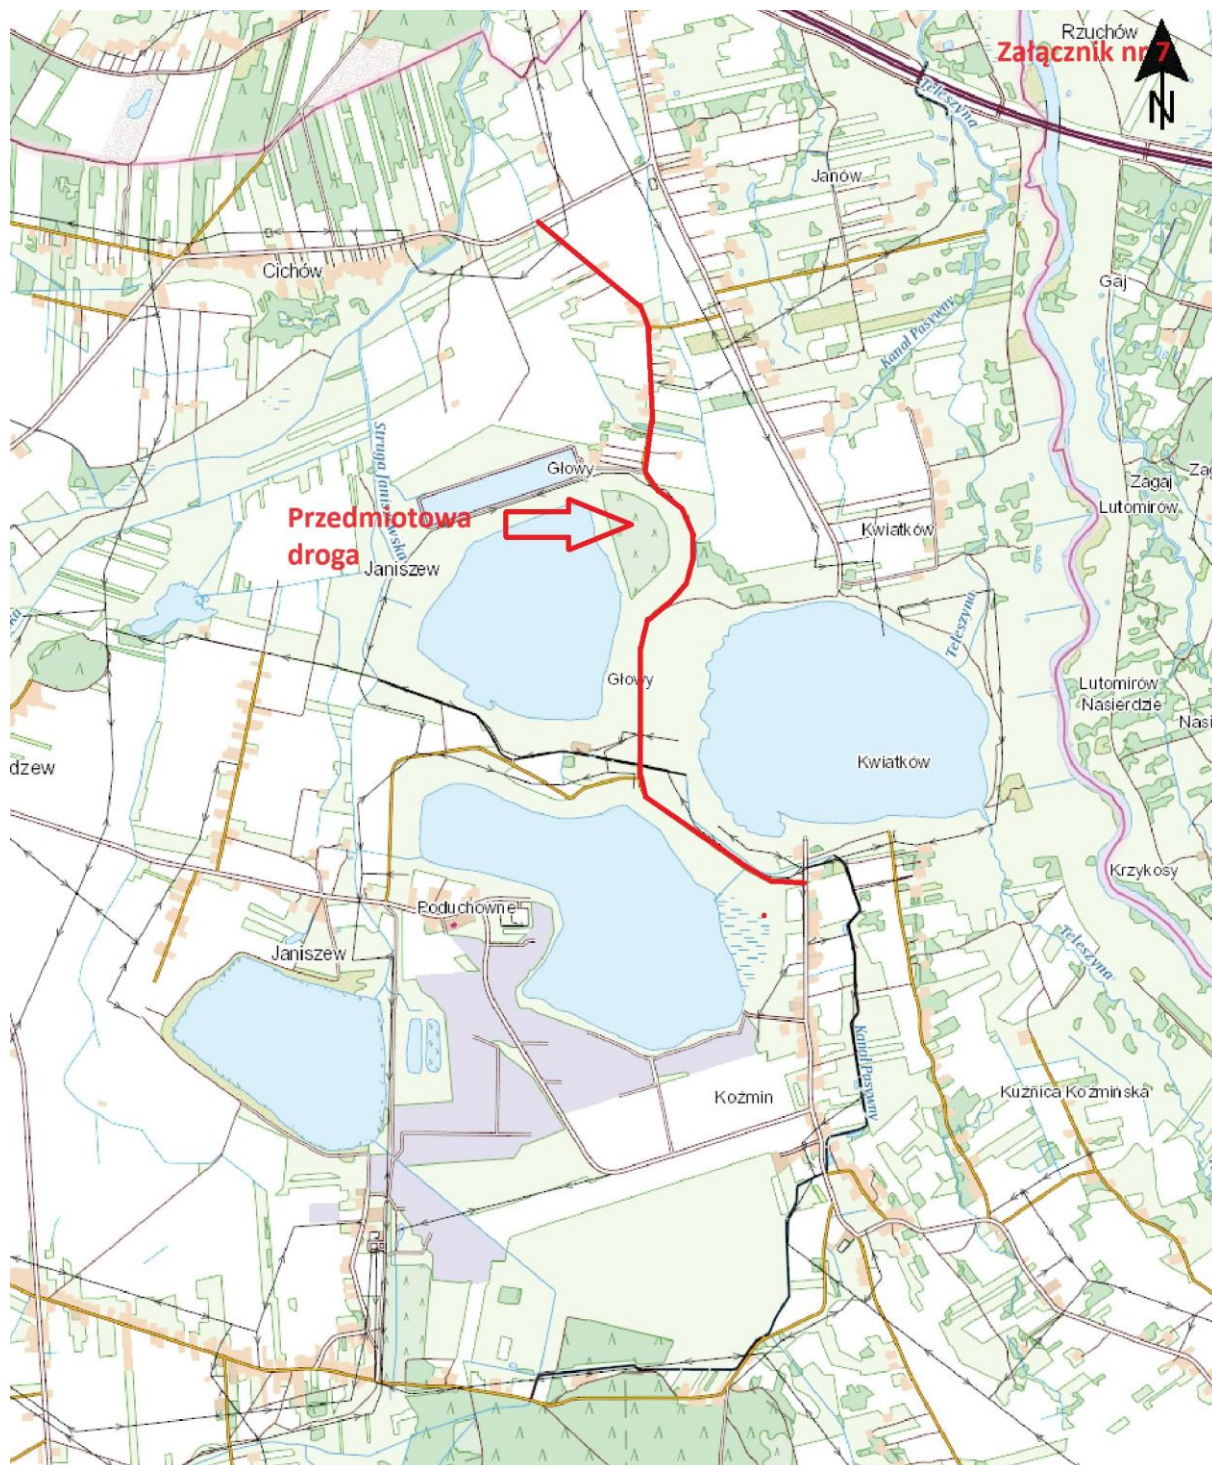 Rzuchów
Załącznik nr 7
N
Teleszyna
Janów
Cichów
Gaj
Kanał Pasywny
Struga Janiszewska
Głowy
Zagaj
Lutomirów
Przedmiotowa
droga
Kwiatków
Janiszew
Teleszyna
Głowy
Lutomirów
Nasierdzie
Kwiatków
dzew
Krzykosy
Poduchowne
Janiszew
Teleszyna
Kanał Pasywny
Koźmin
Kuźnica Koźmińska